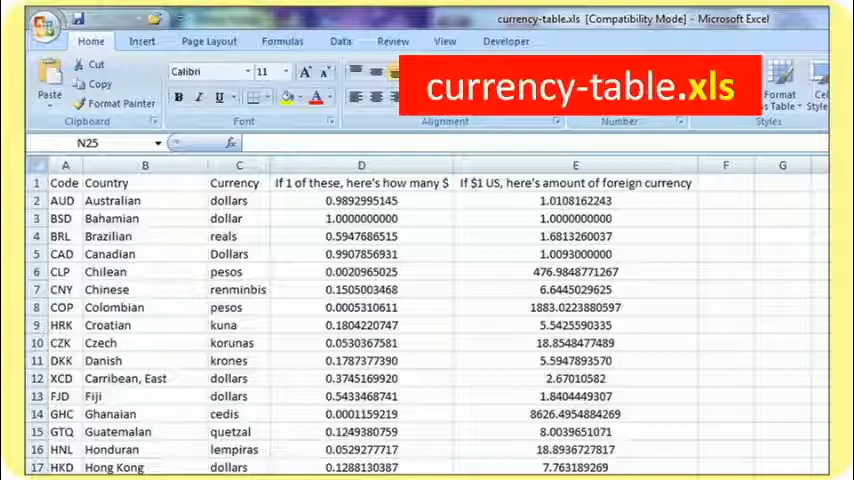 currency-table.xls [Compatibility Mode] - Microsoft Excel
Home Insert Page Layout Formulas Data Review View Developer
Cut
Copy
Format Painter
Paste
Clipboard
Calibri 11 A A
B I U A
Font
currency-table.xls
Alignment
Number
Format
as Table
Styles
N25 fx
A B C D E F G
1 Code Country Currency If 1 of these, here's how many $ If $1 US, here's amount of foreign currency
2 AUD Australian dollars 0.9892995145 1.0108162243
3 BSD Bahamian dollar 1.0000000000 1.0000000000
4 BRL Brazilian reals 0.5947686515 1.6813260037
5 CAD Canadian Dollars 0.9907856931 1.0093000000
6 CLP Chilean pesos 0.0020965025 476.9848771267
7 CNY Chinese renminbis 0.1505003468 6.6445029625
8 COP Colombian pesos 0.0005310611 1883.0223880597
9 HRK Croatian kuna 0.1804220747 5.5425590335
10 CZK Czech korunas 0.0530367581 18.8548477489
11 DKK Danish krones 0.1787377390 5.5947893570
12 XCD Carribean, East dollars 0.3745169920 2.67010582
13 FJD Fiji dollars 0.5433468741 1.8404449307
14 GHC Ghanaian cedis 0.0001159219 8626.4954884269
15 GTQ Guatemalan quetzal 0.1249380759 8.0039651071
16 HNL Honduran lempiras 0.0529277717 18.8936727817
17 HKD Hong Kong dollars 0.1288130387 7.763189269